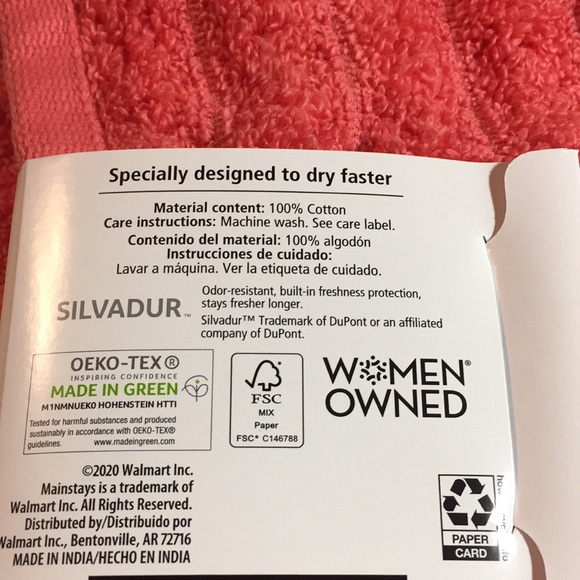 Specially designed to dry faster
Material content: 100% Cotton
Care instructions: Machine wash. See care label.
Contenido del material: 100% algodón
Instrucciones de cuidado:
Lavar a máquina. Ver la etiqueta de cuidado.
SILVADUR™
Odor-resistant, built-in freshness protection,
stays fresher longer.
Silvadur™ Trademark of DuPont or an affiliated
company of DuPont.
OEKO-TEX®
INSPIRING CONFIDENCE
MADE IN GREEN
M1NMNUEK0 HOHENSTEIN HTTI
Tested for harmful substances and produced
sustainably in accordance with OEKO-TEX®
guidelines. www.madeingreen.com
FSC
MIX
Paper
FSC® C146788
WOMEN®
OWNED
©2020 Walmart Inc.
Mainstays is a trademark of
Walmart Inc. All Rights Reserved.
Distributed by/Distribuido por
Walmart Inc., Bentonville, AR 72716
MADE IN INDIA/HECHO EN INDIA
PAPER
CARD